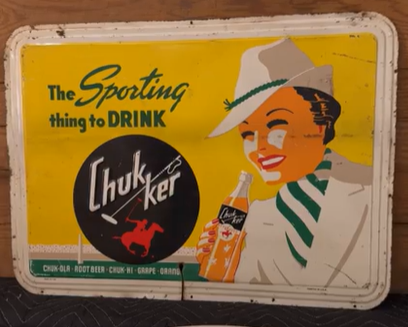 The Sporting
thing to DRINK
Chuk
ker
Chuk
ker
CHUK-OLA · ROOT BEER · CHUK-HI · GRAPE · ORANGE